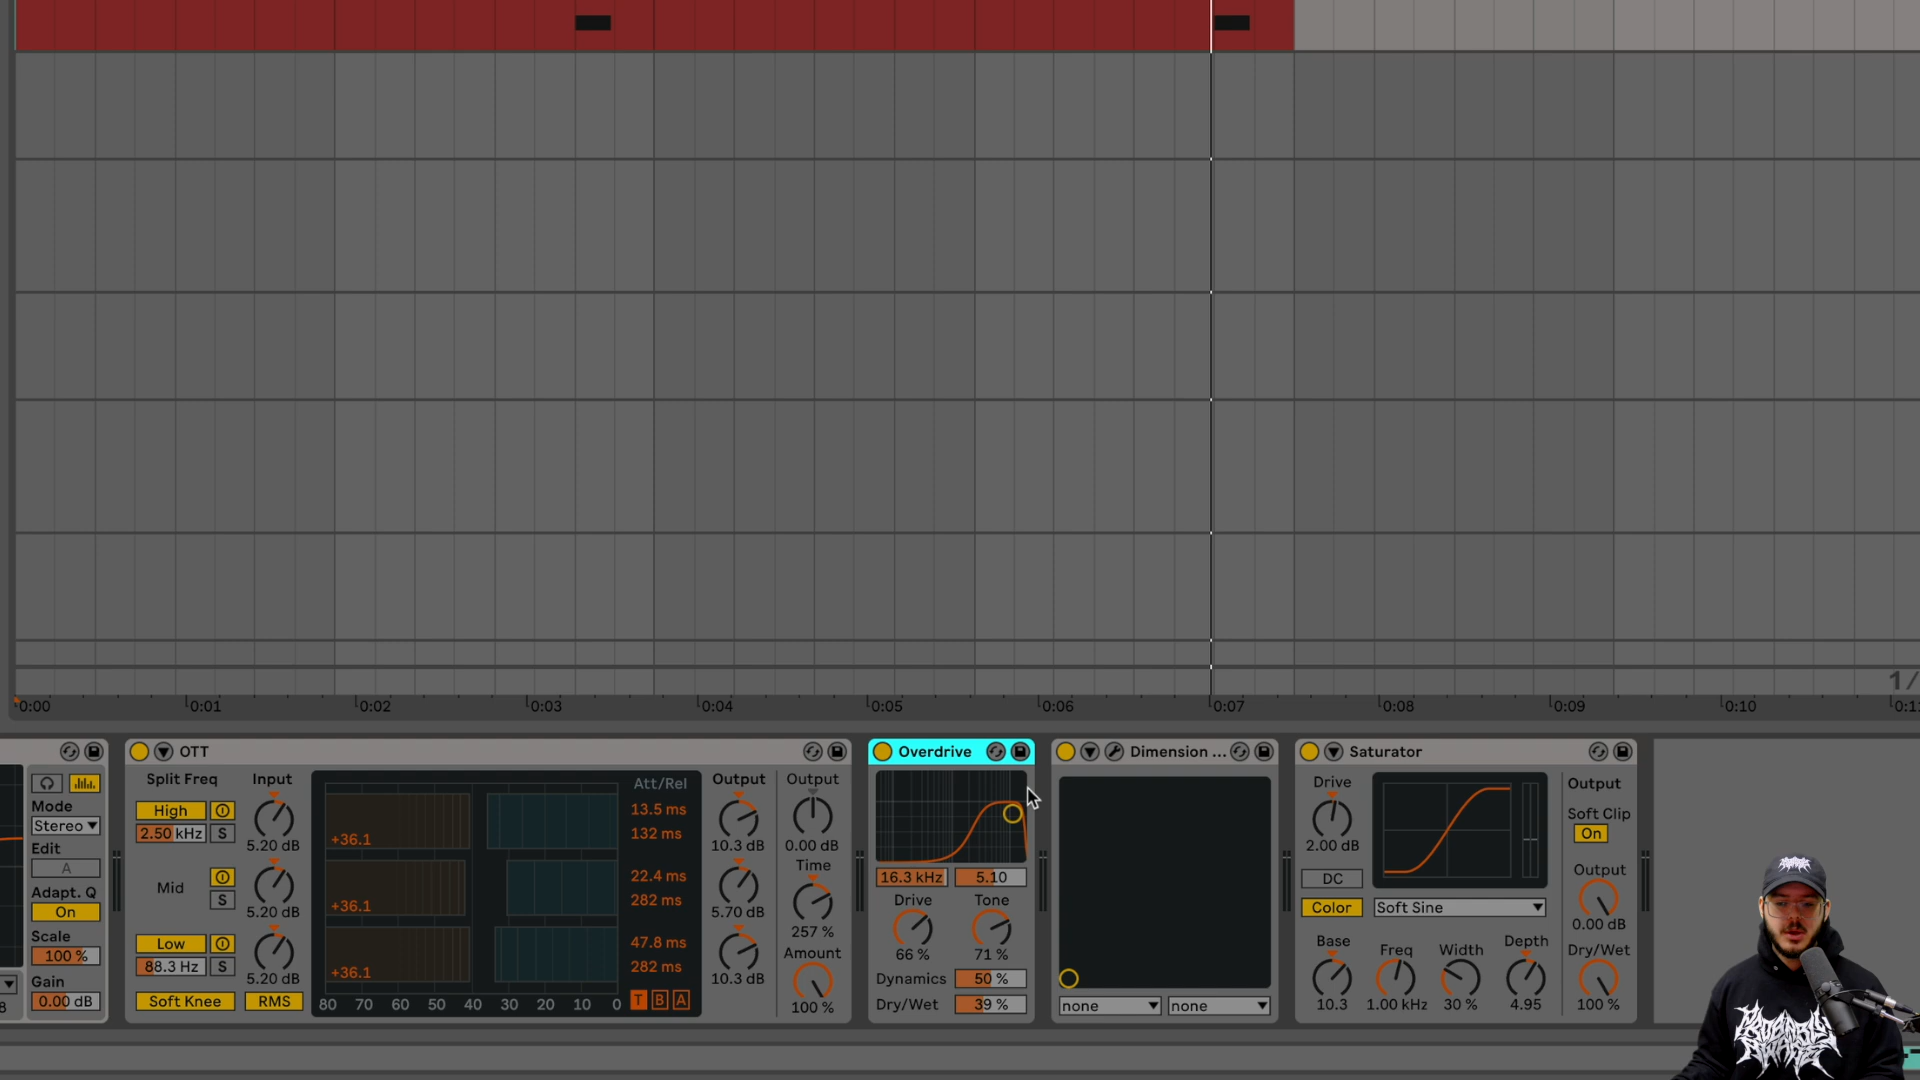 1/
0:00 0:01 0:02 0:03 0:04 0:05 0:06 0:07 0:08 0:09 0:10 0:11
Mode
Stereo
Edit
A
Adapt. Q
On
Scale
100 %
Gain
0.00 dB
8
OTT
Split Freq
High
2.50 kHz
S
Mid
S
Low
88.3 Hz
S
Soft Knee
RMS
Input
5.20 dB
5.20 dB
5.20 dB
+36.1
+36.1
+36.1
80 70 60 50 40 30 20 10 0
Att/Rel
13.5 ms
132 ms
22.4 ms
282 ms
47.8 ms
282 ms
T B A
Output
10.3 dB
5.70 dB
10.3 dB
Output
0.00 dB
Time
257 %
Amount
100 %
Overdrive
16.3 kHz 5.10
Drive Tone
66 % 71 %
Dynamics 50 %
Dry/Wet 39 %
Dimension ...
none none
Saturator
Drive
2.00 dB
DC
Color Soft Sine
Base Freq Width Depth
10.3 1.00 kHz 30 % 4.95
Output
Soft Clip
On
Output
0.00 dB
Dry/Wet
100 %